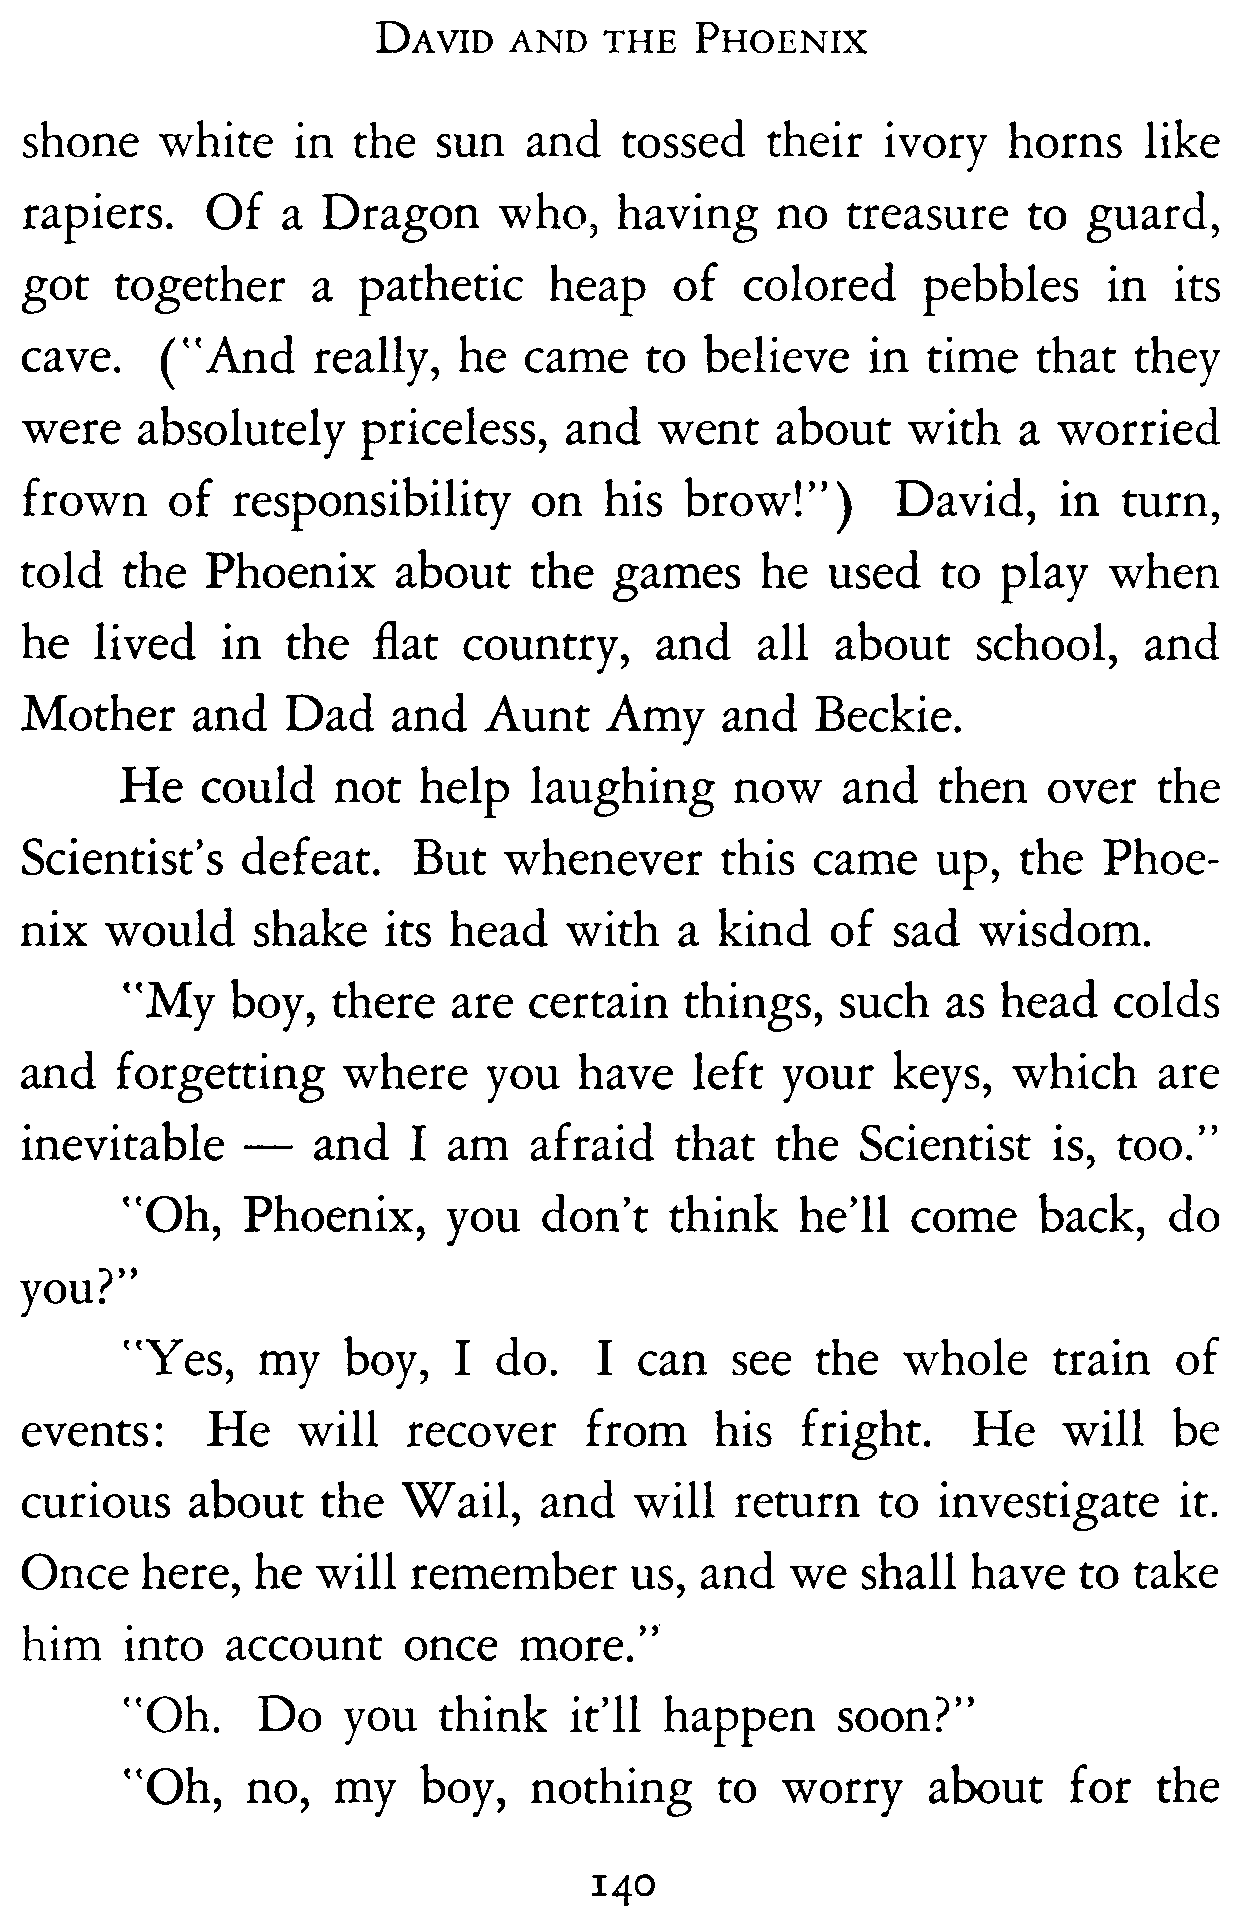 DAVID AND THE PHOENIX
shone white in the sun and tossed their ivory horns like
rapiers. Of a Dragon who, having no treasure to guard,
got together a pathetic heap of colored pebbles in its
cave. ("And really, he came to believe in time that they
were absolutely priceless, and went about with a worried
frown of responsibility on his brow!") David, in turn,
told the Phoenix about the games he used to play when
he lived in the flat country, and all about school, and
Mother and Dad and Aunt Amy and Beckie.
He could not help laughing now and then over the
Scientist's defeat. But whenever this came up, the Phoe-
nix would shake its head with a kind of sad wisdom.
"My boy, there are certain things, such as head colds
and forgetting where you have left your keys, which are
inevitable — and I am afraid that the Scientist is, too."
"Oh, Phoenix, you don't think he'll come back, do
you?"
"Yes, my boy, I do. I can see the whole train of
events: He will recover from his fright. He will be
curious about the Wail, and will return to investigate it.
Once here, he will remember us, and we shall have to take
him into account once more."
"Oh. Do you think it'll happen soon?"
"Oh, no, my boy, nothing to worry about for the
140